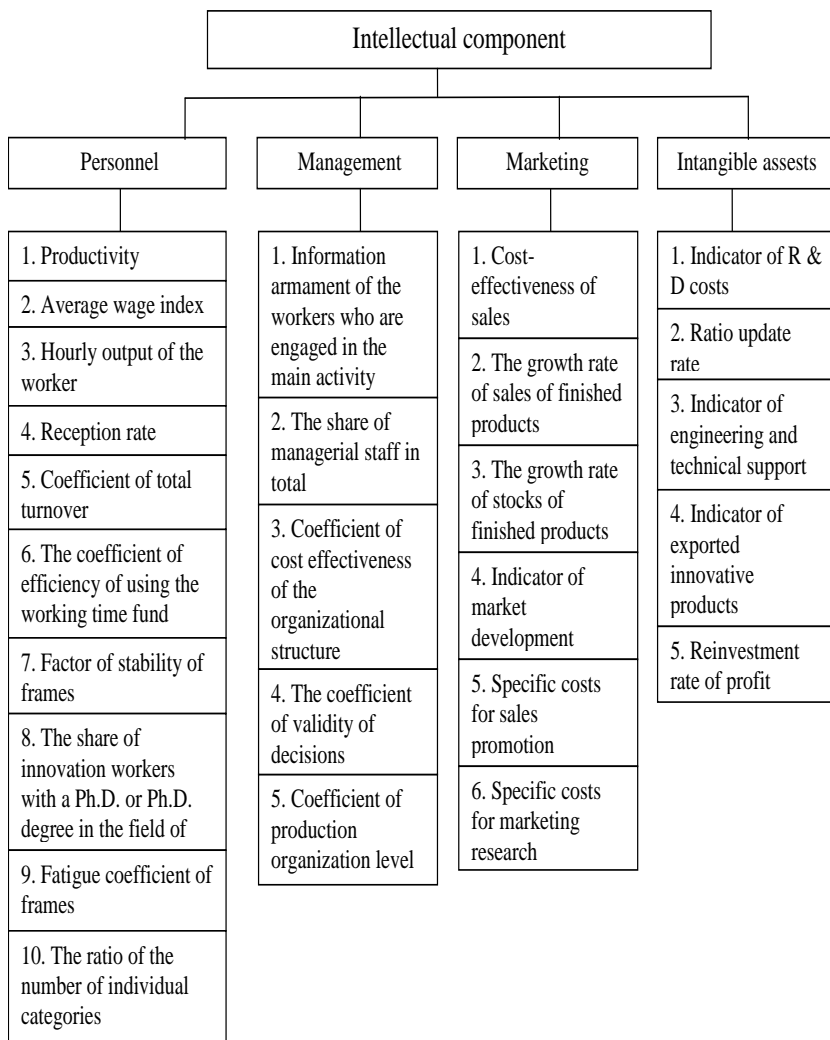 Intellectual component
Personnel
Management
Marketing
Intangible assests
1. Productivity
2. Average wage index
3. Hourly output of the
worker
4. Reception rate
5. Coefficient of total
turnover
6. The coefficient of
efficiency of using the
working time fund
7. Factor of stability of
frames
8. The share of
innovation workers
with a Ph.D. or Ph.D.
degree in the field of
9. Fatigue coefficient of
frames
10. The ratio of the
number of individual
categories
1. Information
armament of the
workers who are
engaged in the
main activity
2. The share of
managerial staff in
total
3. Coefficient of
cost effectiveness
of the
organizational
structure
4. The coefficient
of validity of
decisions
5. Coefficient of
production
organization level
1. Cost-
effectiveness of
sales
2. The growth rate
of sales of finished
products
3. The growth rate
of stocks of
finished products
4. Indicator of
market
development
5. Specific costs
for sales
promotion
6. Specific costs
for marketing
research
1. Indicator of R &
D costs
2. Ratio update
rate
3. Indicator of
engineering and
technical support
4. Indicator of
exported
innovative
products
5. Reinvestment
rate of profit